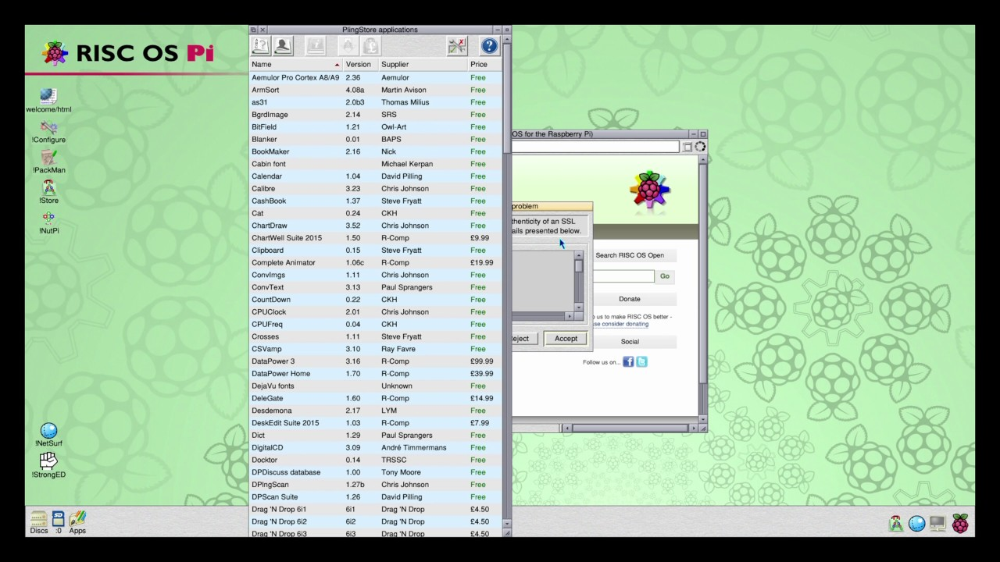 RISC OS Pi
welcome/html
!Configure
!PackMan
!Store
!NutPi
!NetSurf
!StrongED
PlingStore applications
Name Version Supplier Price
Aemulor Pro Cortex A8/A9 2.36 Aemulor Free
ArmSort 4.08a Martin Avison Free
as31 2.0b3 Thomas Milius Free
BgrdImage 2.14 SRS Free
BitField 1.21 Owl-Art Free
Blanker 0.01 BAPS Free
BookMaker 2.16 Nick Free
Cabin font Michael Kerpan Free
Calendar 1.04 David Pilling Free
Calibre 3.23 Chris Johnson Free
CashBook 1.37 Steve Fryatt Free
Cat 0.24 CKH Free
ChartDraw 3.52 Chris Johnson Free
ChartWell Suite 2015 1.50 R-Comp £9.99
Clipboard 0.15 Steve Fryatt Free
Complete Animator 1.06c R-Comp £19.99
ConvImgs 1.11 Chris Johnson Free
ConvText 3.13 Paul Sprangers Free
CountDown 0.22 CKH Free
CPUClock 2.01 Chris Johnson Free
CPUFreq 0.04 CKH Free
Crosses 1.11 Steve Fryatt Free
CSVamp 3.10 Ray Favre Free
DataPower 3 3.16 R-Comp £99.99
DataPower Home 1.70 R-Comp £39.99
DejaVu fonts Unknown Free
DeleGate 1.60 R-Comp £14.99
Desdemona 2.17 LYM Free
DeskEdit Suite 2015 1.03 R-Comp £7.99
Dict 1.29 Paul Sprangers Free
DigitalCD 3.09 André Timmermans Free
Docktor 0.14 TRSSC Free
DPDiscuss database 1.00 Tony Moore Free
DPlngScan 1.27b Chris Johnson Free
DPScan Suite 1.26 David Pilling Free
Drag 'N Drop 6i1 6i1 Drag 'N Drop £4.50
Drag 'N Drop 6i2 6i2 Drag 'N Drop £4.50
Drag 'N Drop 6i3 6i3 Drag 'N Drop £4.50
OS for the Raspberry Pi)
problem
thenticity of an SSL
ails presented below.
eject Accept
Search RISC OS Open
Go
Donate
us to make RISC OS better -
se consider donating
Social
Follow us on...
Discs :0 Apps